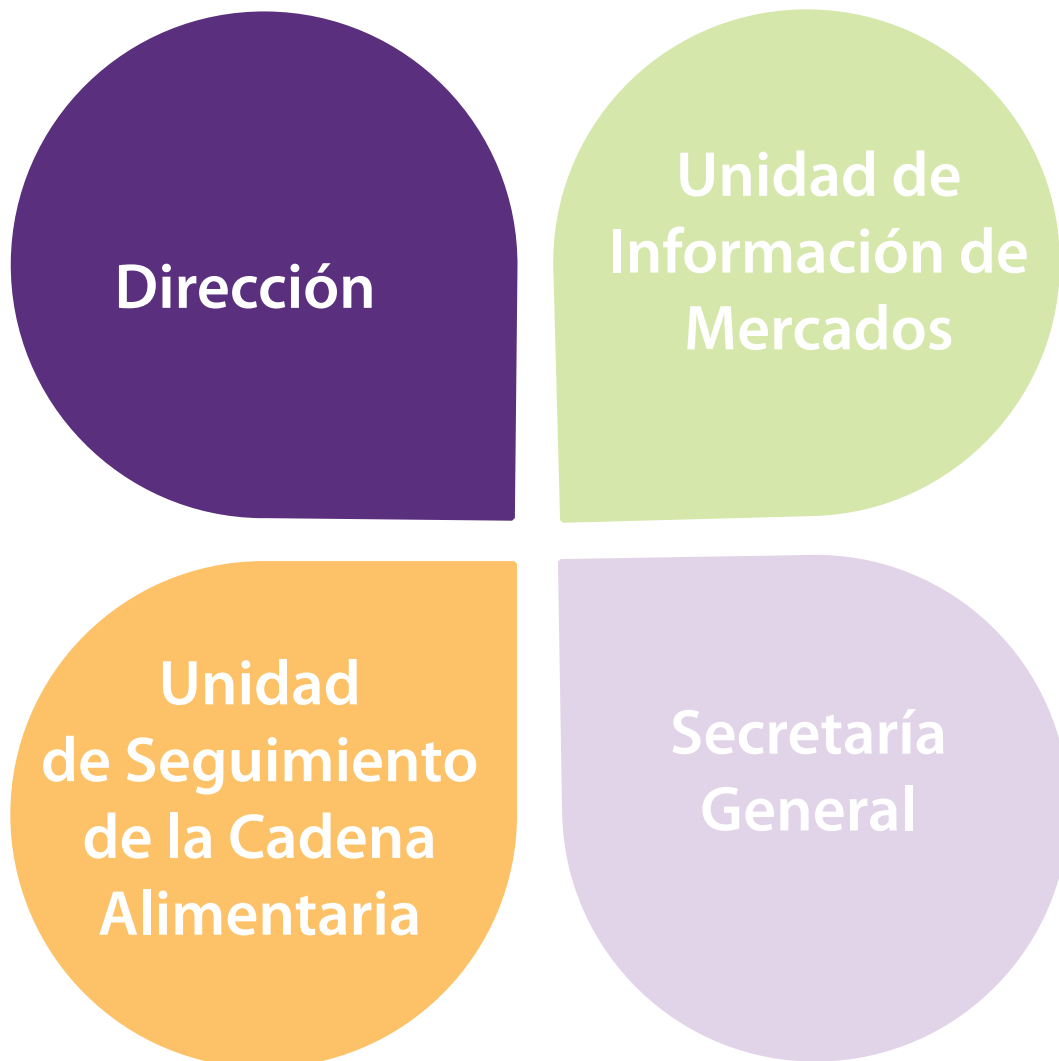 Dirección
Unidad de
Información de
Mercados
Unidad
de Seguimiento
de la Cadena
Alimentaria
Secretaría
General